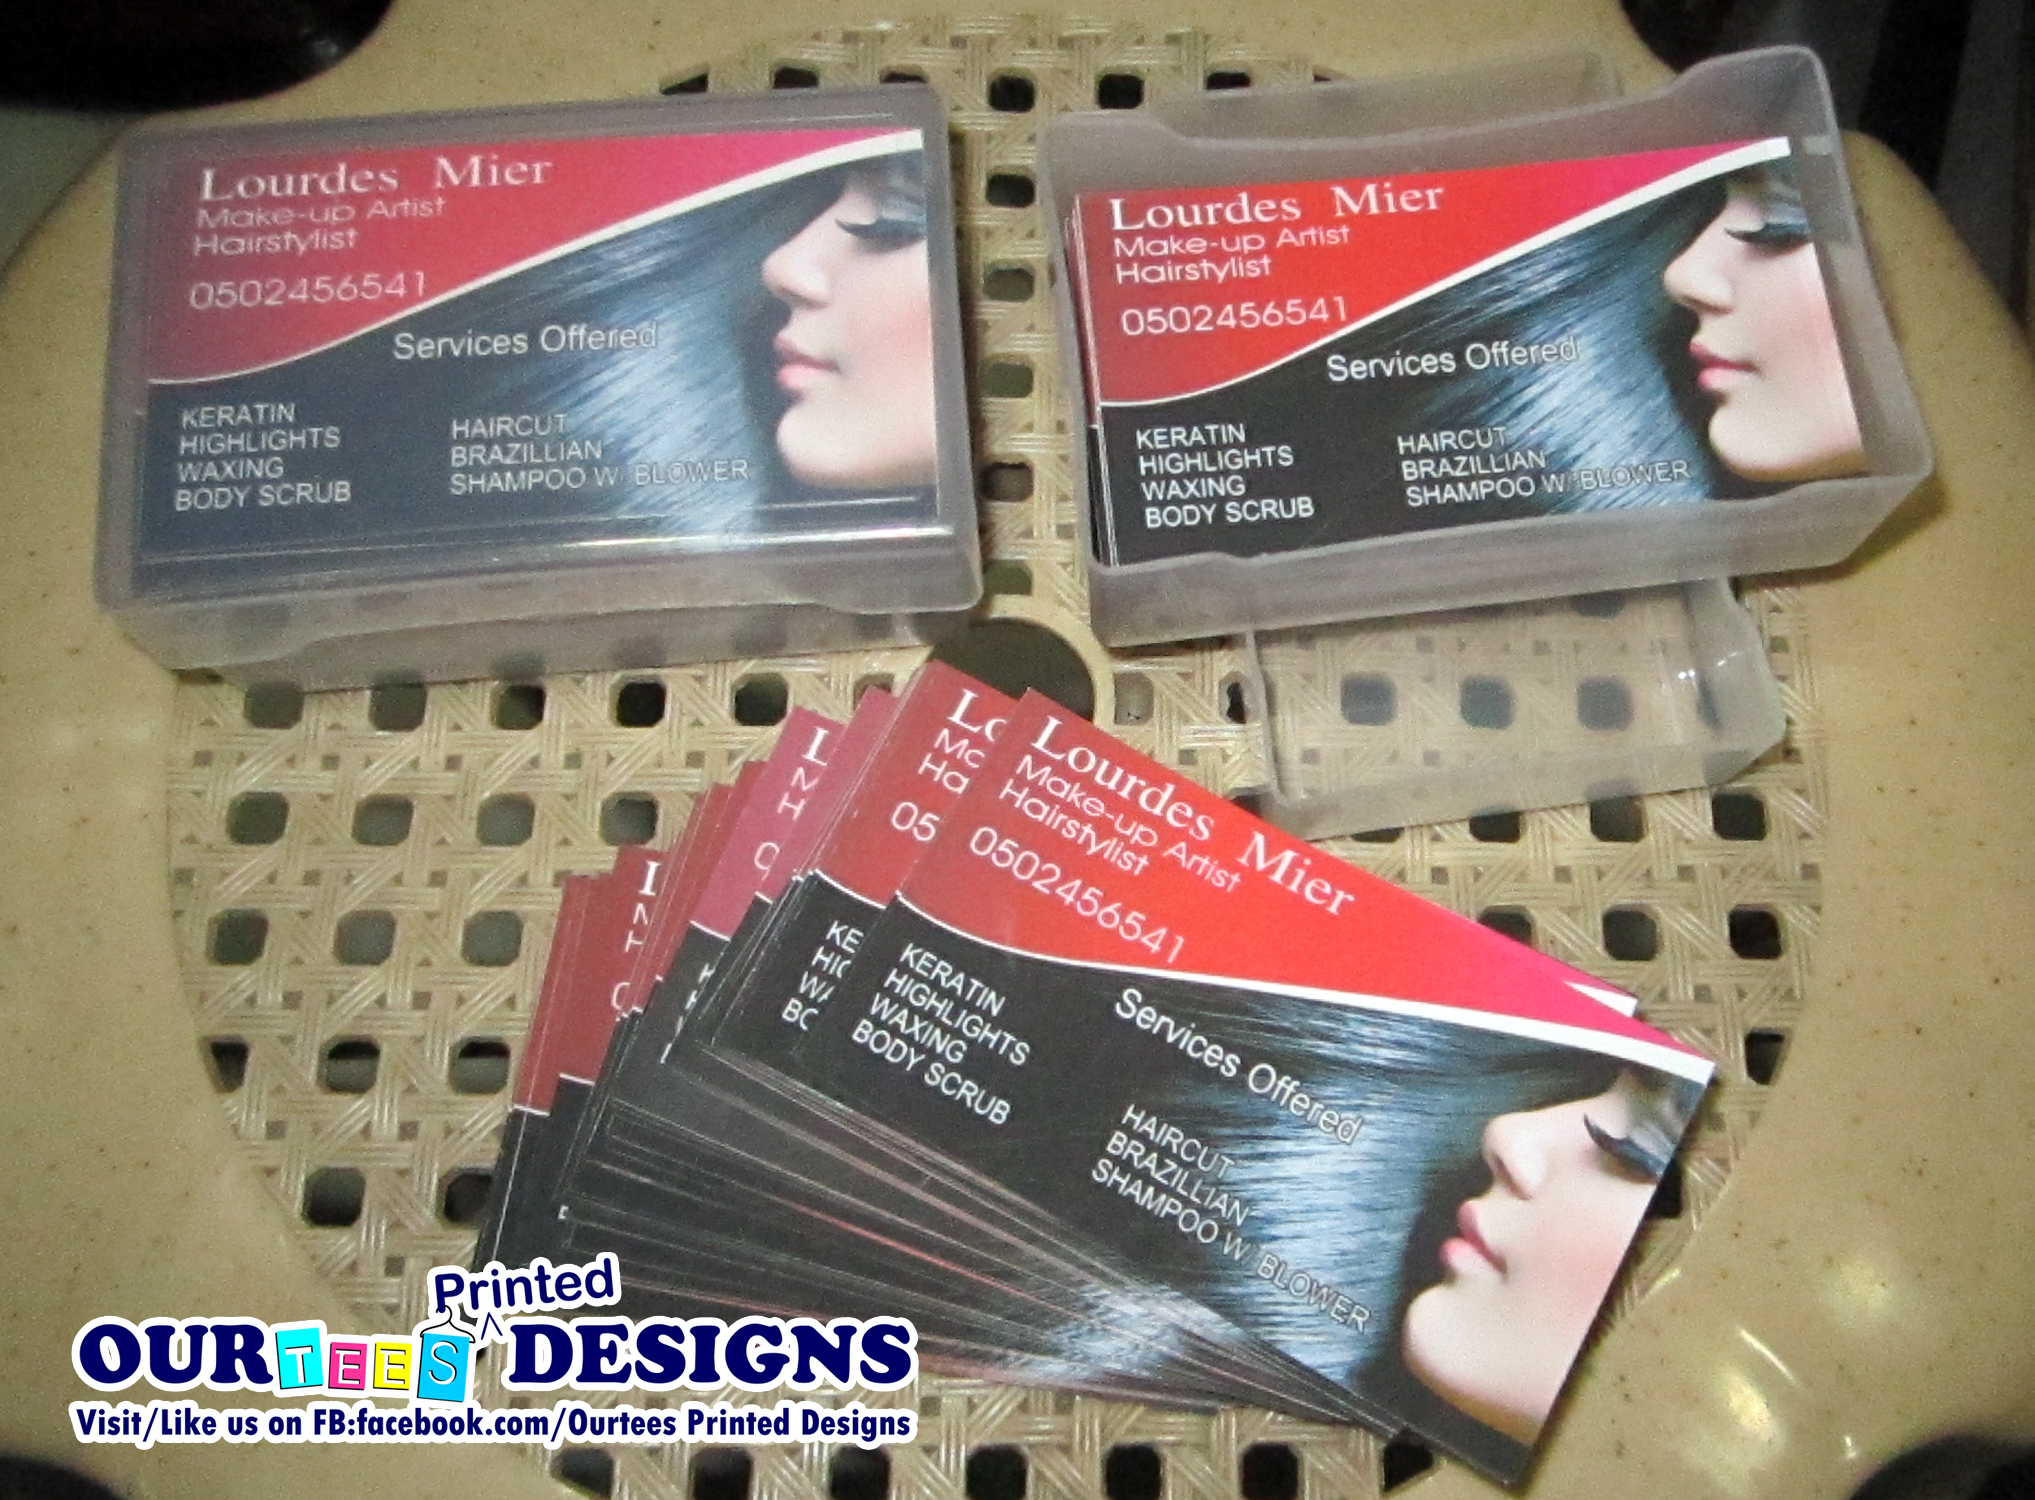 Lourdes Mier
Make-up Artist
Hairstylist
0502456541
Services Offered
KERATIN
HIGHLIGHTS
WAXING
BODY SCRUB
HAIRCUT
BRAZILLIAN
SHAMPOO W/ BLOWER
Lourdes Mier
Make-up Artist
Hairstylist
0502456541
Services Offered
KERATIN
HIGHLIGHTS
WAXING
BODY SCRUB
HAIRCUT
BRAZILLIAN
SHAMPOO W/ BLOWER
Lourdes Mier
Make-up Artist
Hairstylist
0502456541
Services Offered
KERATIN
HIGHLIGHTS
WAXING
BODY SCRUB
HAIRCUT
BRAZILLIAN
SHAMPOO W/ BLOWER
Printed
OURTEES DESIGNS
Visit/Like us on FB:facebook.com/Ourtees Printed Designs